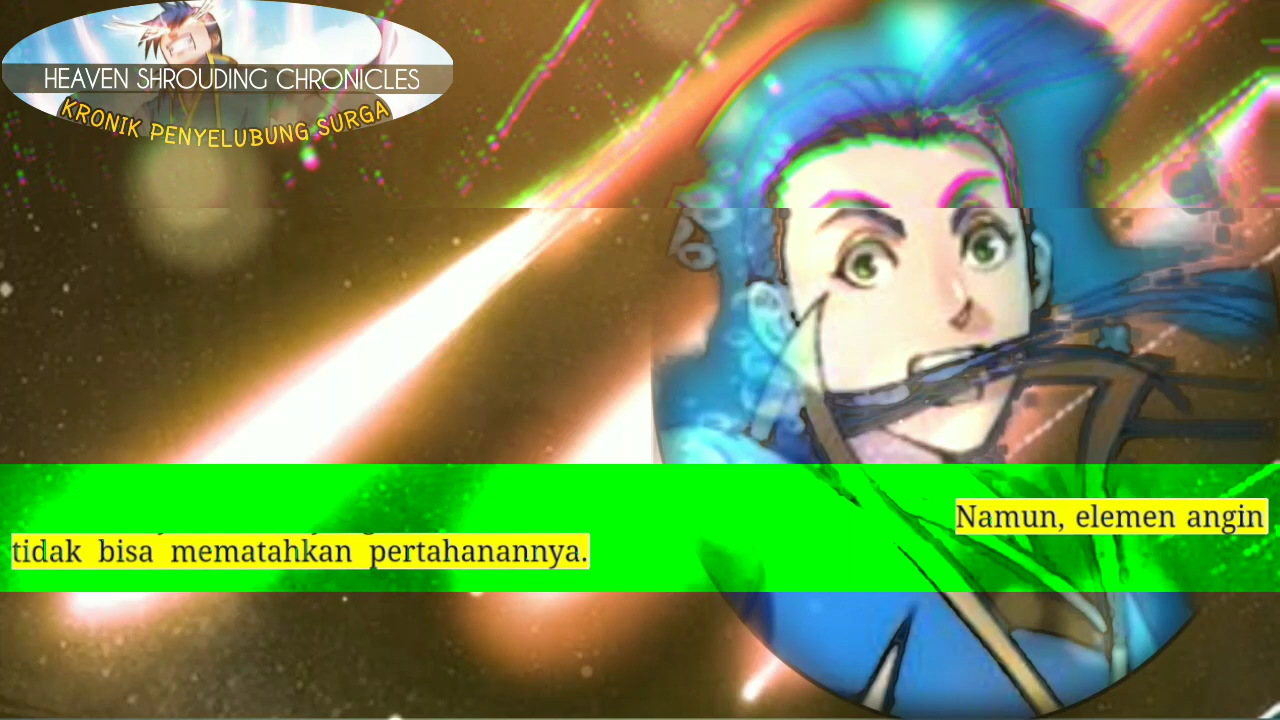 HEAVEN SHROUDING CHRONICLES
KRONIK PENYELUBUNG SURGA
Namun, elemen angin
tidak bisa mematahkan pertahanannya.